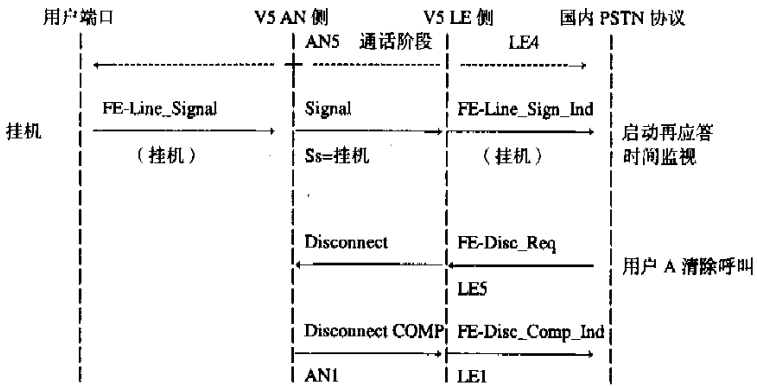 用户端口 V5 AN 侧 V5 LE 侧 国内 PSTN 协议
AN5 通话阶段 LE4
FE-Line_Signal Signal FE-Line_Sign_Ind
挂机 启动再应答
（挂机） Ss=挂机 （挂机） 时间监视
Disconnect FE-Disc_Req
用户 A 清除呼叫
LE5
Disconnect COMP FE-Disc_Comp_Ind
AN1 LE1